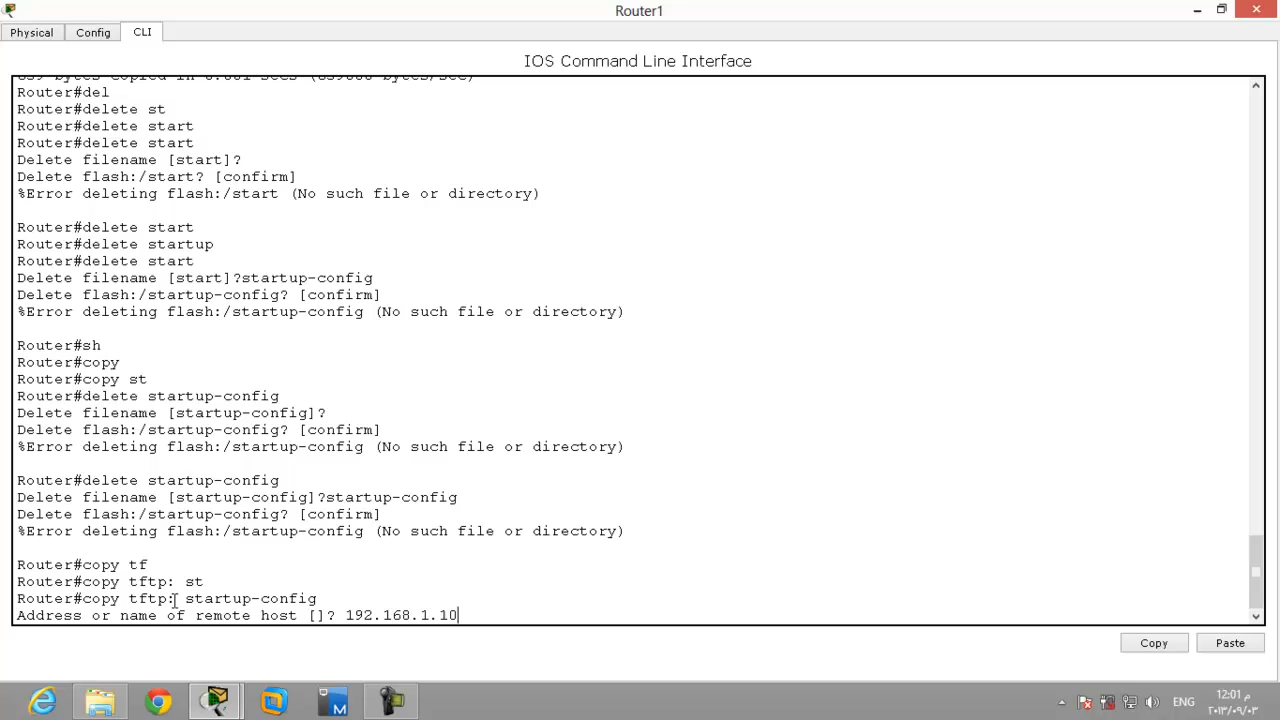 Router1
Physical
Config
CLI
IOS Command Line Interface
Router#del
Router#delete st
Router#delete start
Router#delete start
Delete filename [start]?
Delete flash:/start? [confirm]
%Error deleting flash:/start (No such file or directory)
Router#delete start
Router#delete startup
Router#delete start
Delete filename [start]?startup-config
Delete flash:/startup-config? [confirm]
%Error deleting flash:/startup-config (No such file or directory)
Router#sh
Router#copy
Router#copy st
Router#delete startup-config
Delete filename [startup-config]?
Delete flash:/startup-config? [confirm]
%Error deleting flash:/startup-config (No such file or directory)
Router#delete startup-config
Delete filename [startup-config]?startup-config
Delete flash:/startup-config? [confirm]
%Error deleting flash:/startup-config (No such file or directory)
Router#copy tf
Router#copy tftp: st
Router#copy tftp: startup-config
Address or name of remote host []? 192.168.1.10
Copy
Paste
M
ENG
12:01 م
٢٠١٣/٠٩/٠٣